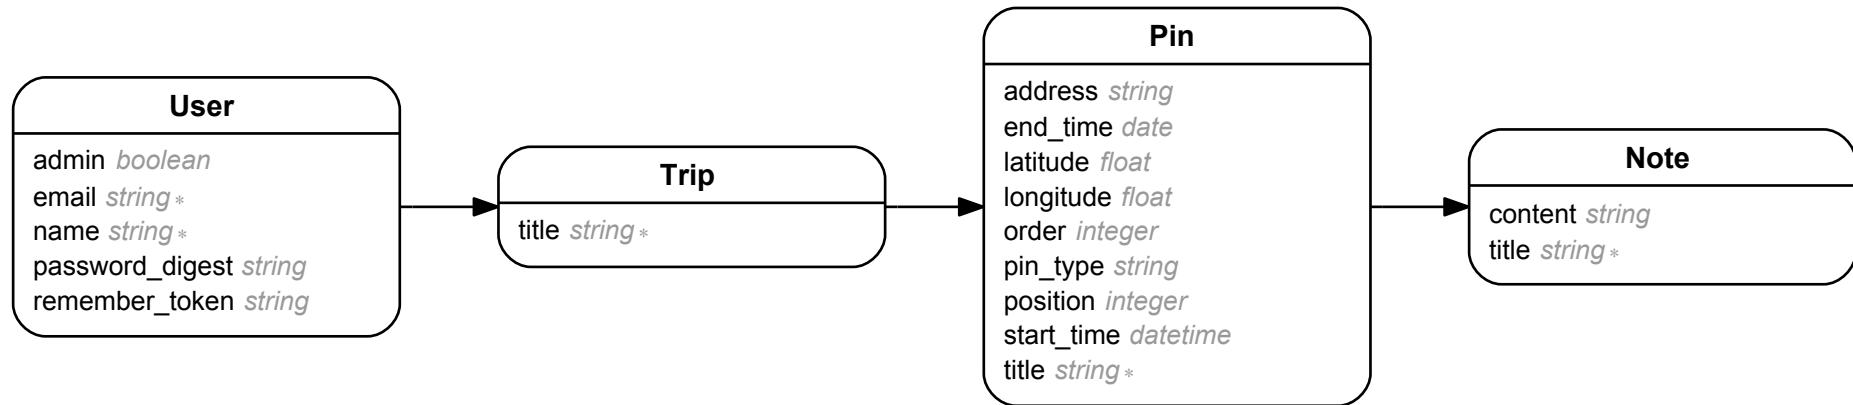 User
admin boolean
email string *
name string *
password_digest string
remember_token string
Trip
title string *
Pin
address string
end_time date
latitude float
longitude float
order integer
pin_type string
position integer
start_time datetime
title string *
Note
content string
title string *